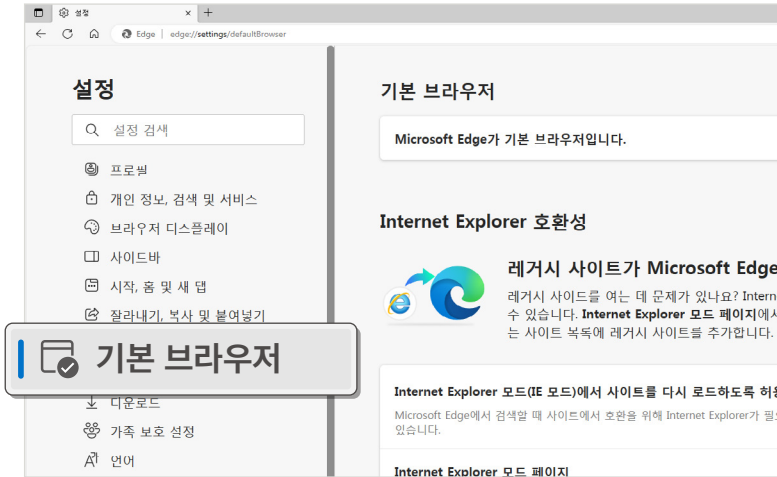 설정
Edge | edge://settings/defaultBrowser
설정
설정 검색
프로필
개인 정보, 검색 및 서비스
브라우저 디스플레이
사이드바
시작, 홈 및 새 탭
잘라내기, 복사 및 붙여넣기
기본 브라우저
다운로드
가족 보호 설정
언어
기본 브라우저
Microsoft Edge가 기본 브라우저입니다.
Internet Explorer 호환성
레거시 사이트가 Microsoft Edge
레거시 사이드를 여는 데 문제가 있나요? Intern
수 있습니다. Internet Explorer 모드 페이지에서
는 사이트 복록에 레거시 사이트를 추가합니다.
Internet Explorer 모드(IE 모드)에서 사이트를 다시 로드하도록 허용
Microsoft Edge에서 검색할 때 사이트에서 호환을 위해 Internet Explorer가 필요
있습니다.
Internet Explorer 모드 페이지